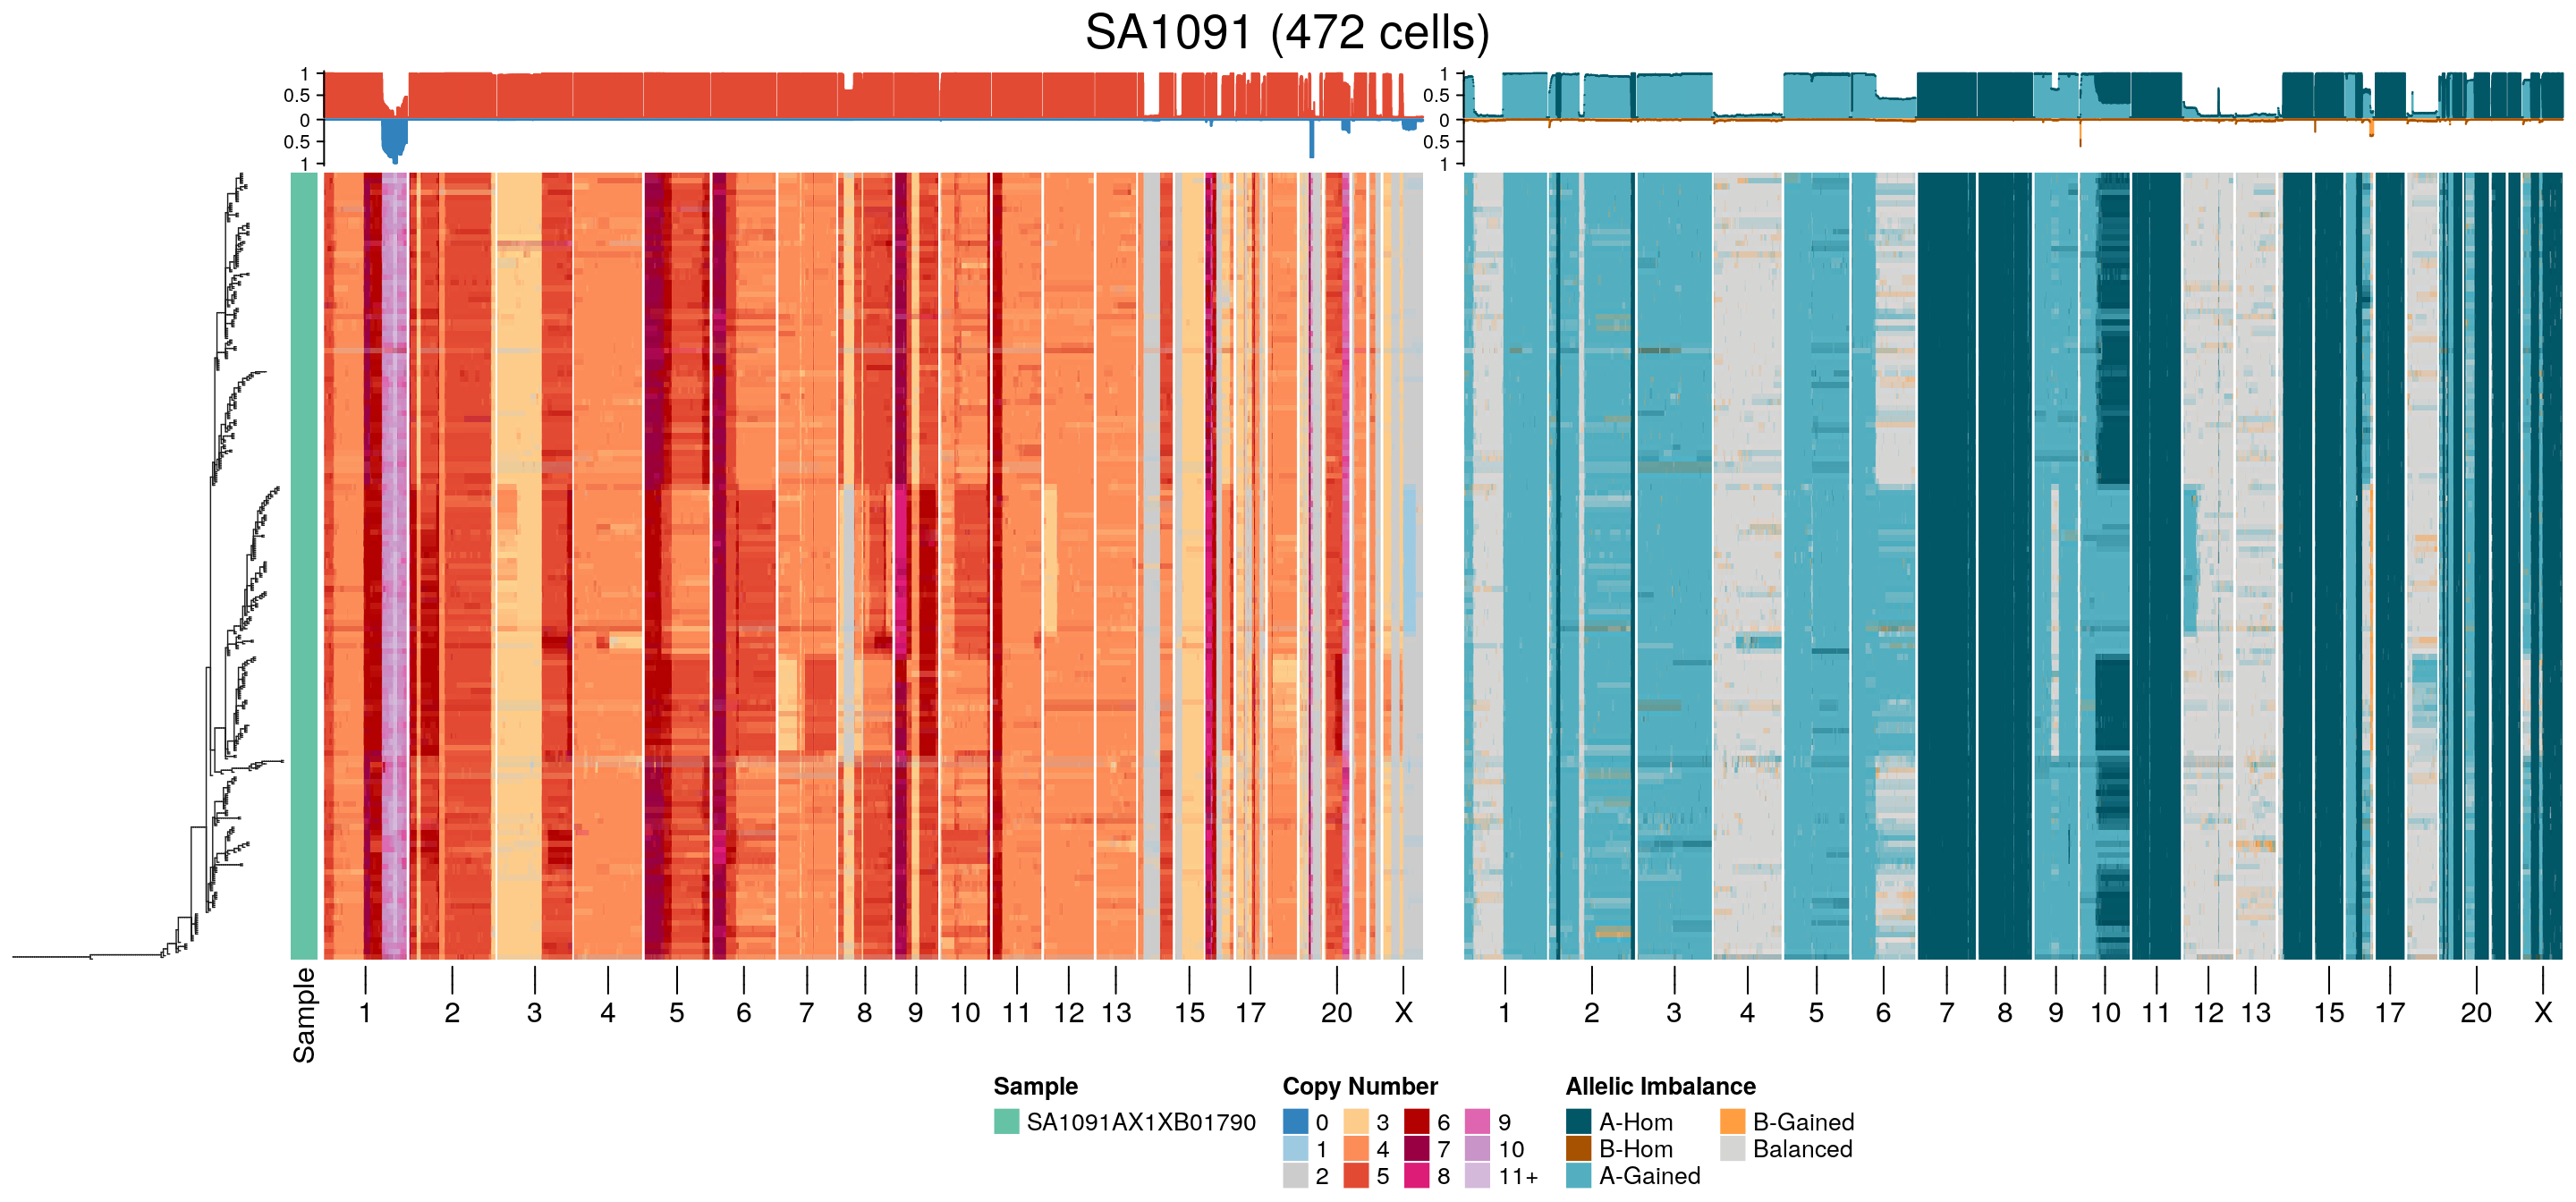 SA1091 (472 cells)
1
0.5
0
0.5
1
1
0.5
0
0.5
1
Sample
1 2 3 4 5 6 7 8 9 10 11 12 13 15 17 20 X
1 2 3 4 5 6 7 8 9 10 11 12 13 15 17 20 X
Sample
SA1091AX1XB01790
Copy Number
0 3 6 9
1 4 7 10
2 5 8 11+
Allelic Imbalance
A-Hom B-Gained
B-Hom Balanced
A-Gained